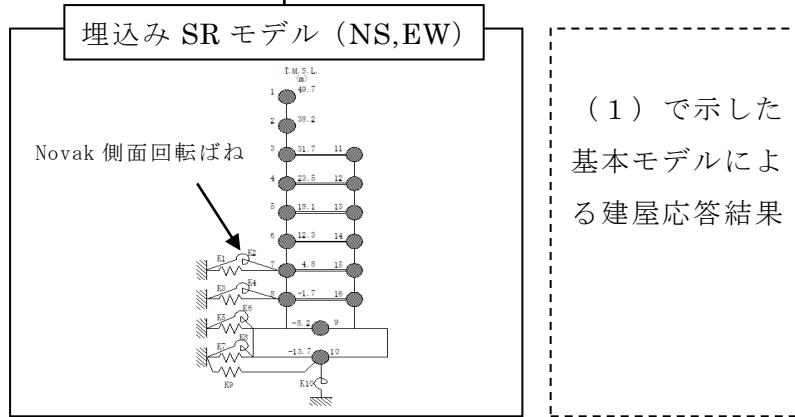 埋込み SR モデル（NS,EW）
T.M.S.L.
(m)
1 49.7
2 38.2
Novak 側面回転ばね
3 31.7 11
4 23.5 12
5 18.1 13
6 12.3 14
K1 K2 7 4.8 15
K3 K4 8 -1.7 16
K5 K6 -8.2 9
K7 K8 -13.7 10
K9 K10
（１）で示した
基本モデルによ
る建屋応答結果